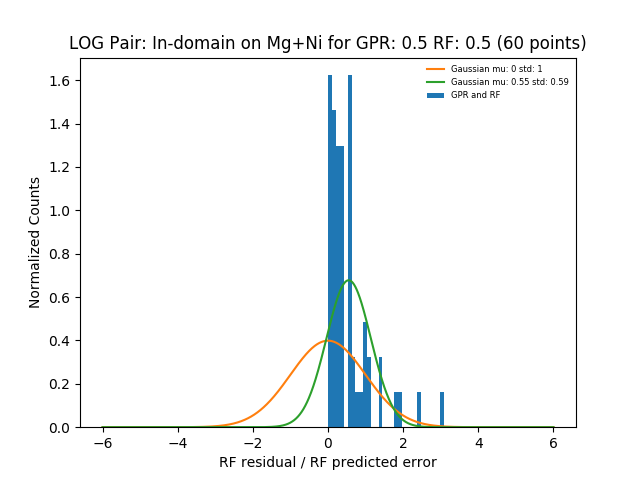 LOG Pair: In-domain on Mg+Ni for GPR: 0.5 RF: 0.5 (60 points)
Gaussian mu: 0 std: 1
Gaussian mu: 0.55 std: 0.59
GPR and RF
Normalized Counts
1.6
1.4
1.2
1.0
0.8
0.6
0.4
0.2
0.0
−6 −4 −2 0 2 4 6
RF residual / RF predicted error